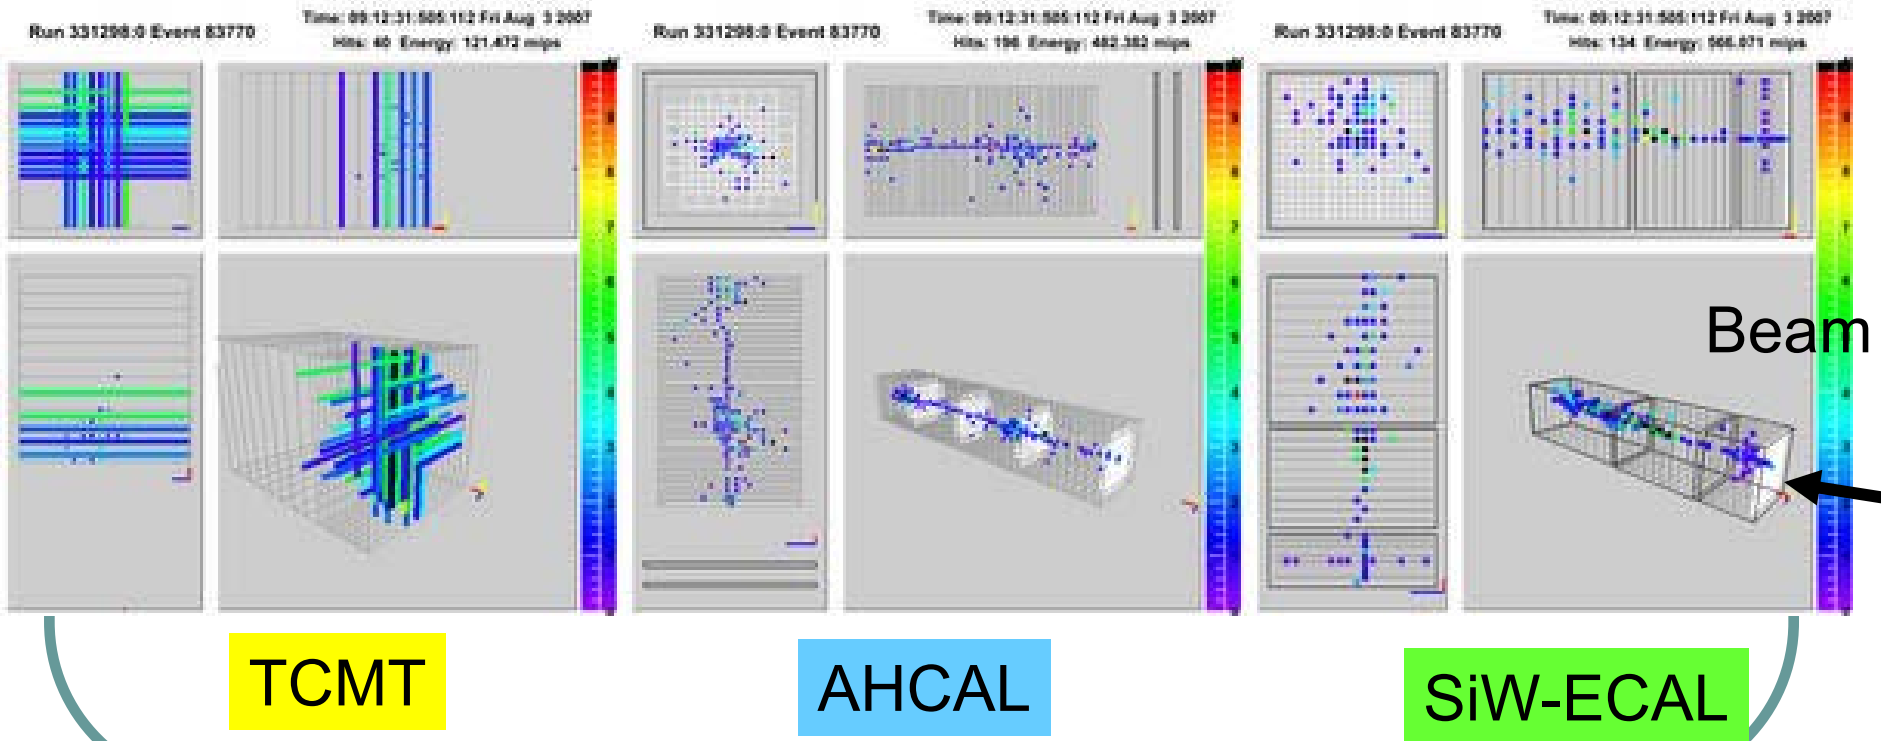 Run 331298:0 Event 83770
Time: 09:12:31:505:112 Fri Aug 3 2007
Hits: 40 Energy: 121.472 mips
Run 331298:0 Event 83770
Time: 09:12:31:505:112 Fri Aug 3 2007
Hits: 196 Energy: 482.382 mips
Run 331298:0 Event 83770
Time: 09:12:31:505:112 Fri Aug 3 2007
Hits: 134 Energy: 566.071 mips
Beam
TCMT
AHCAL
SiW-ECAL